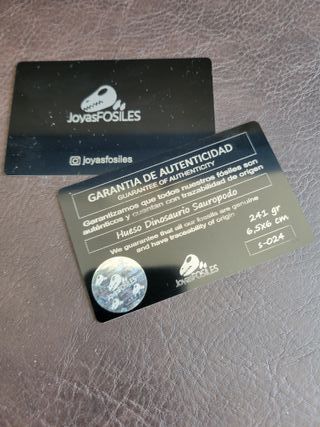 JoyasFOSILES
joyasfosiles
GARANTIA DE AUTENTICIDAD
GUARANTEE OF AUTHENTICITY
Garantizamos que todos nuestros fósiles son
auténticos y cuentan con trazabilidad de origen
Hueso Dinosaurio Sauropodo
We guarantee that all our fossils are genuine
and have traceability of origin
241 gr
6,5x6 cm
S-024
JoyasFOSILES